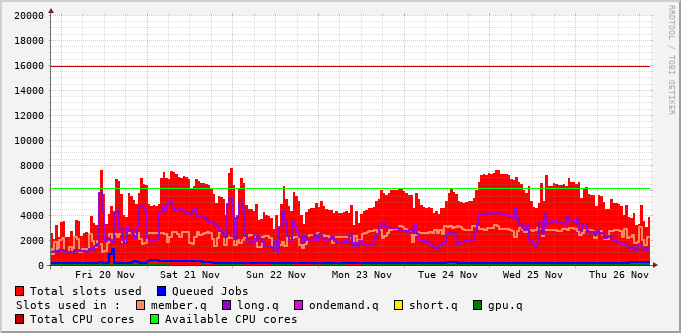 20000
18000
16000
14000
12000
10000
8000
6000
4000
2000
0
Fri 20 Nov Sat 21 Nov Sun 22 Nov Mon 23 Nov Tue 24 Nov Wed 25 Nov Thu 26 Nov
Total slots used Queued Jobs
Slots used in : member.q long.q ondemand.q short.q gpu.q
Total CPU cores Available CPU cores
RRDTOOL / TOBI OETIKER